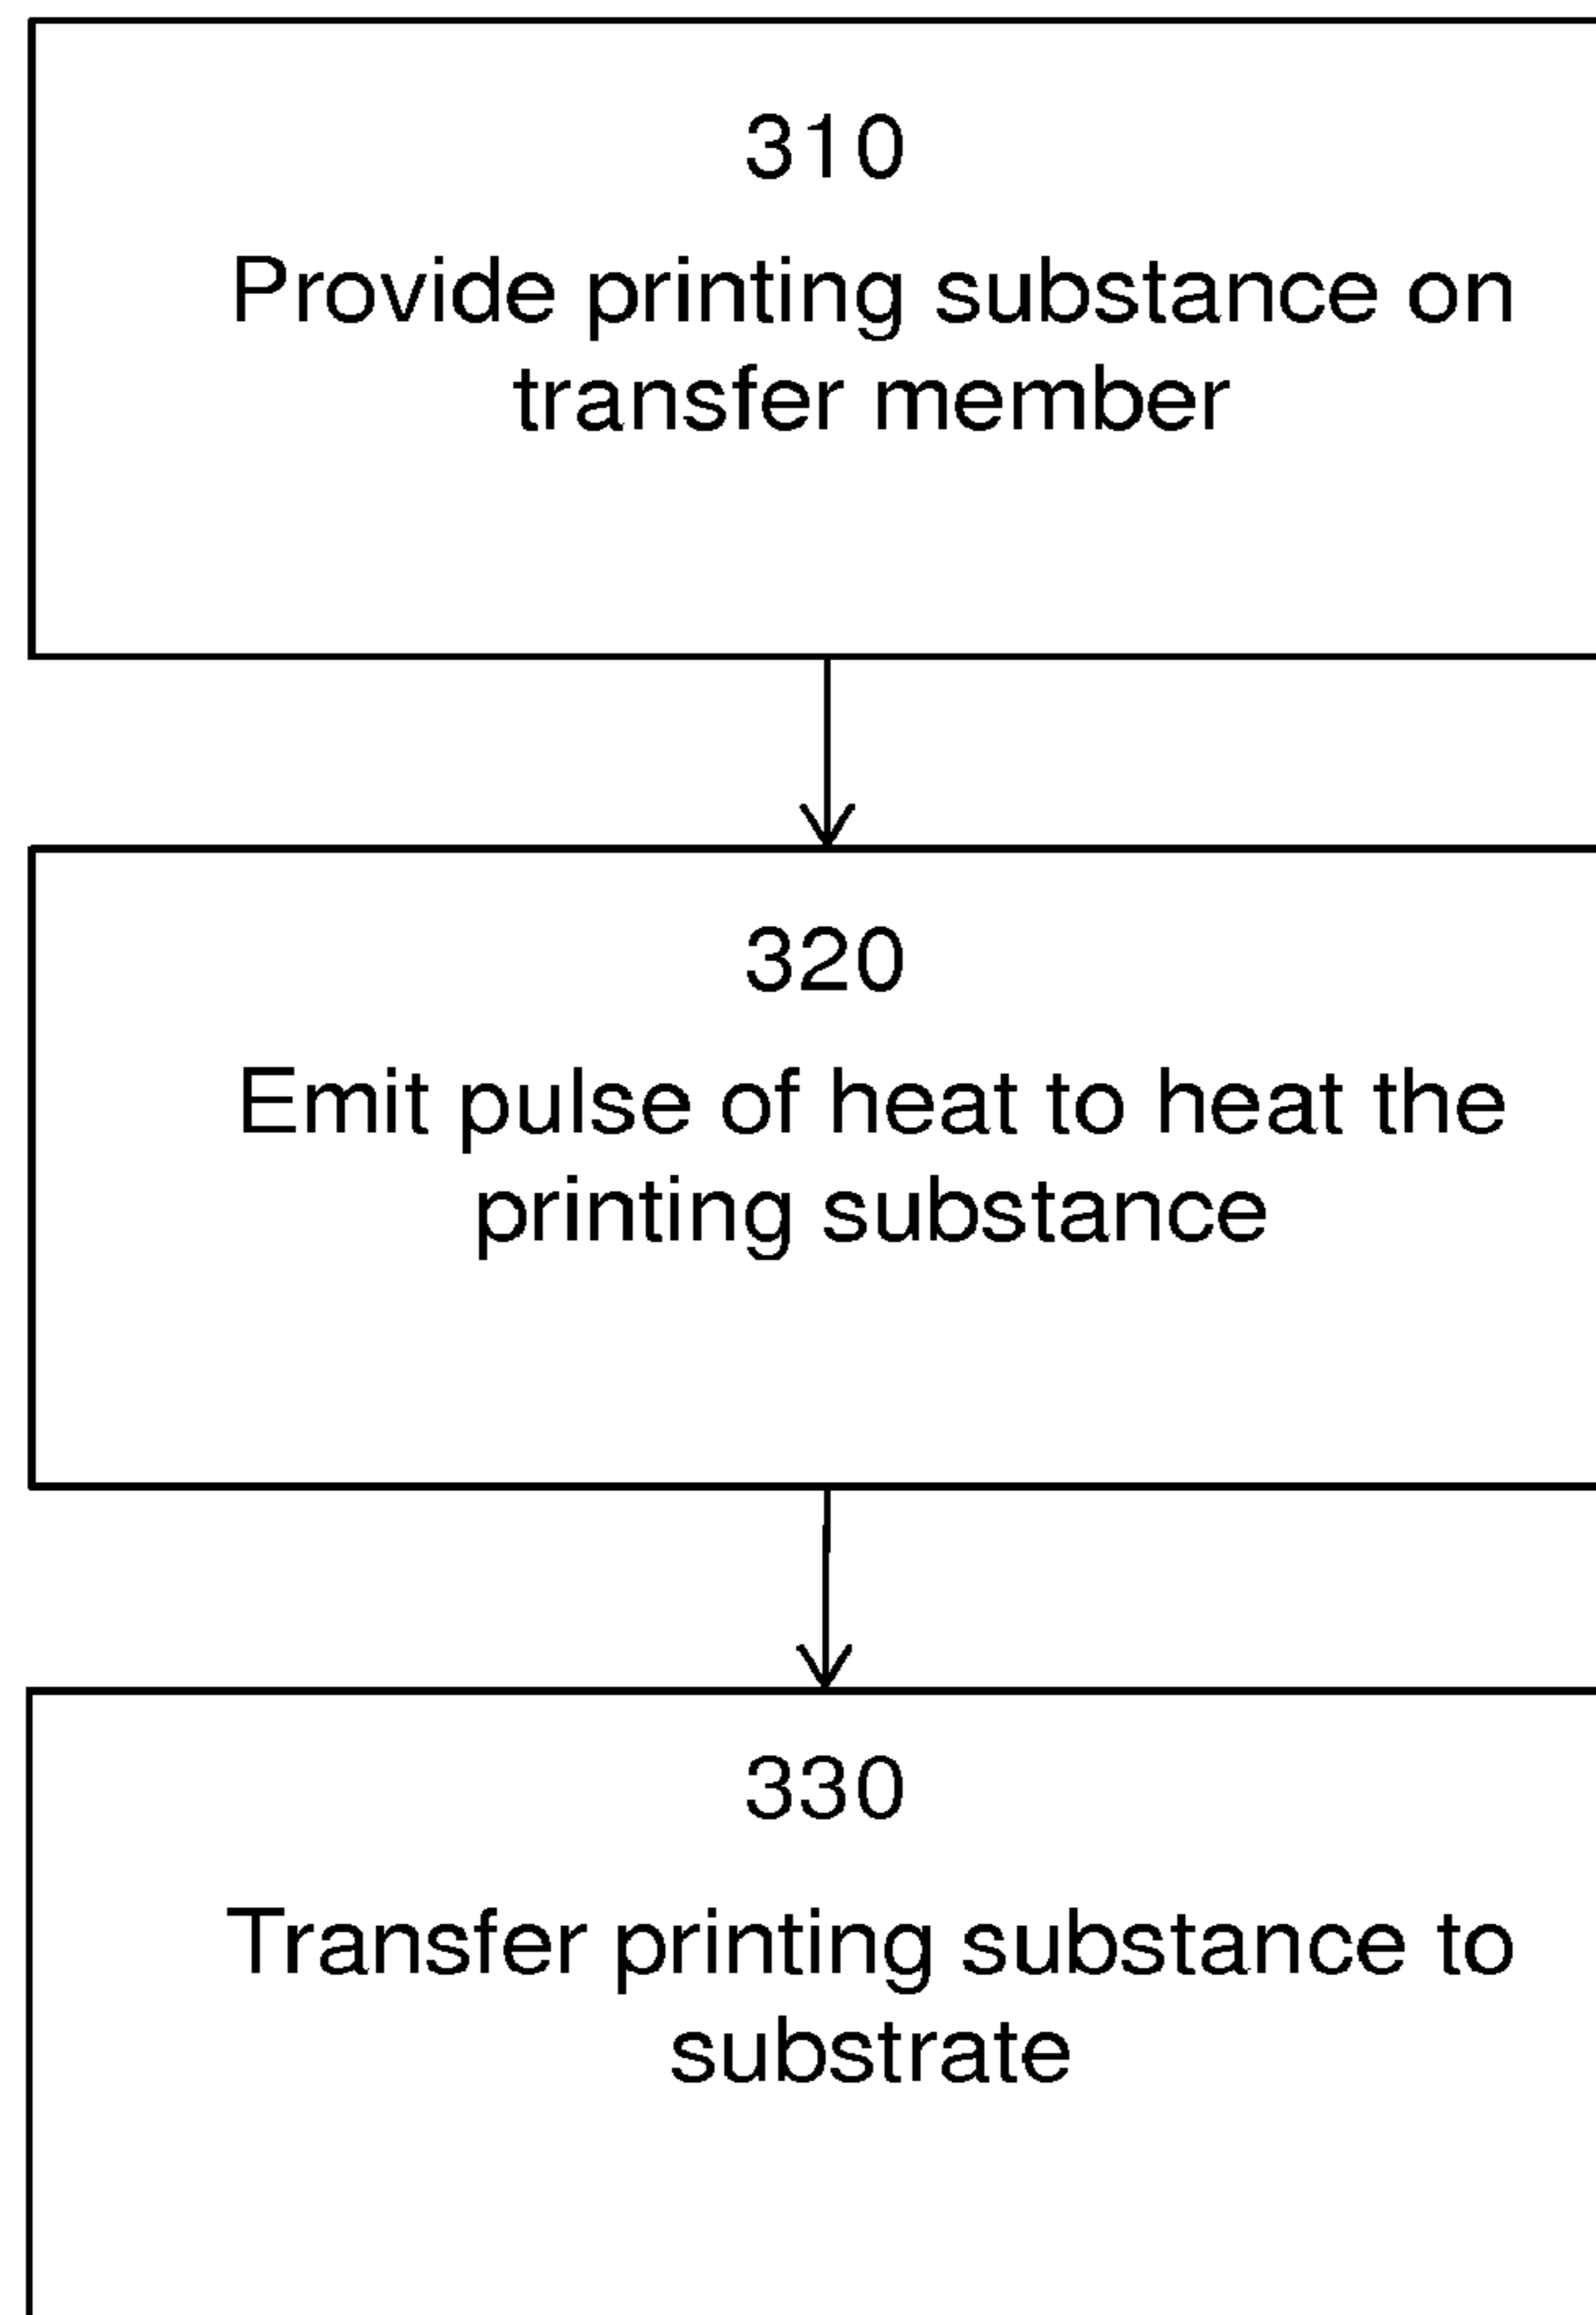 310
Provide printing substance on
transfer member
320
Emit pulse of heat to heat the
printing substance
330
Transfer printing substance to
substrate